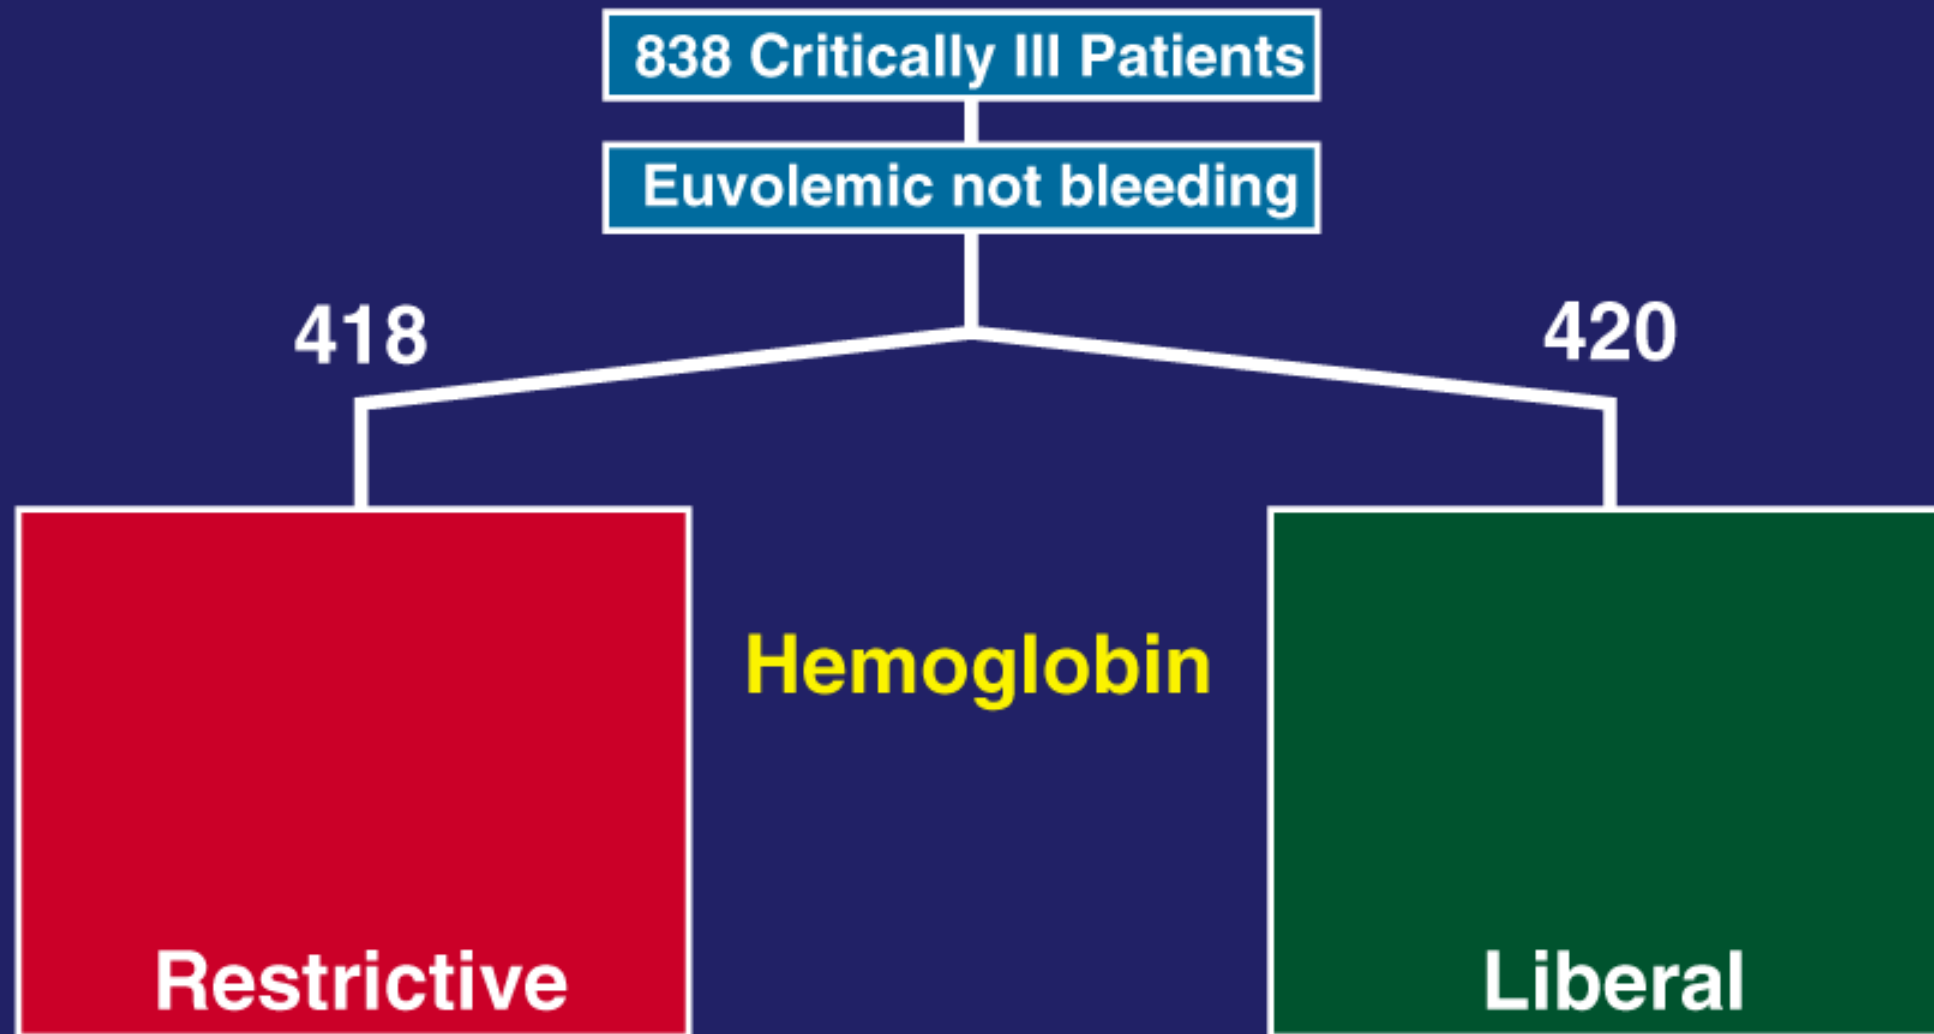 838 Critically Ill Patients
Euvolemic not bleeding
418
420
Hemoglobin
Restrictive
Liberal